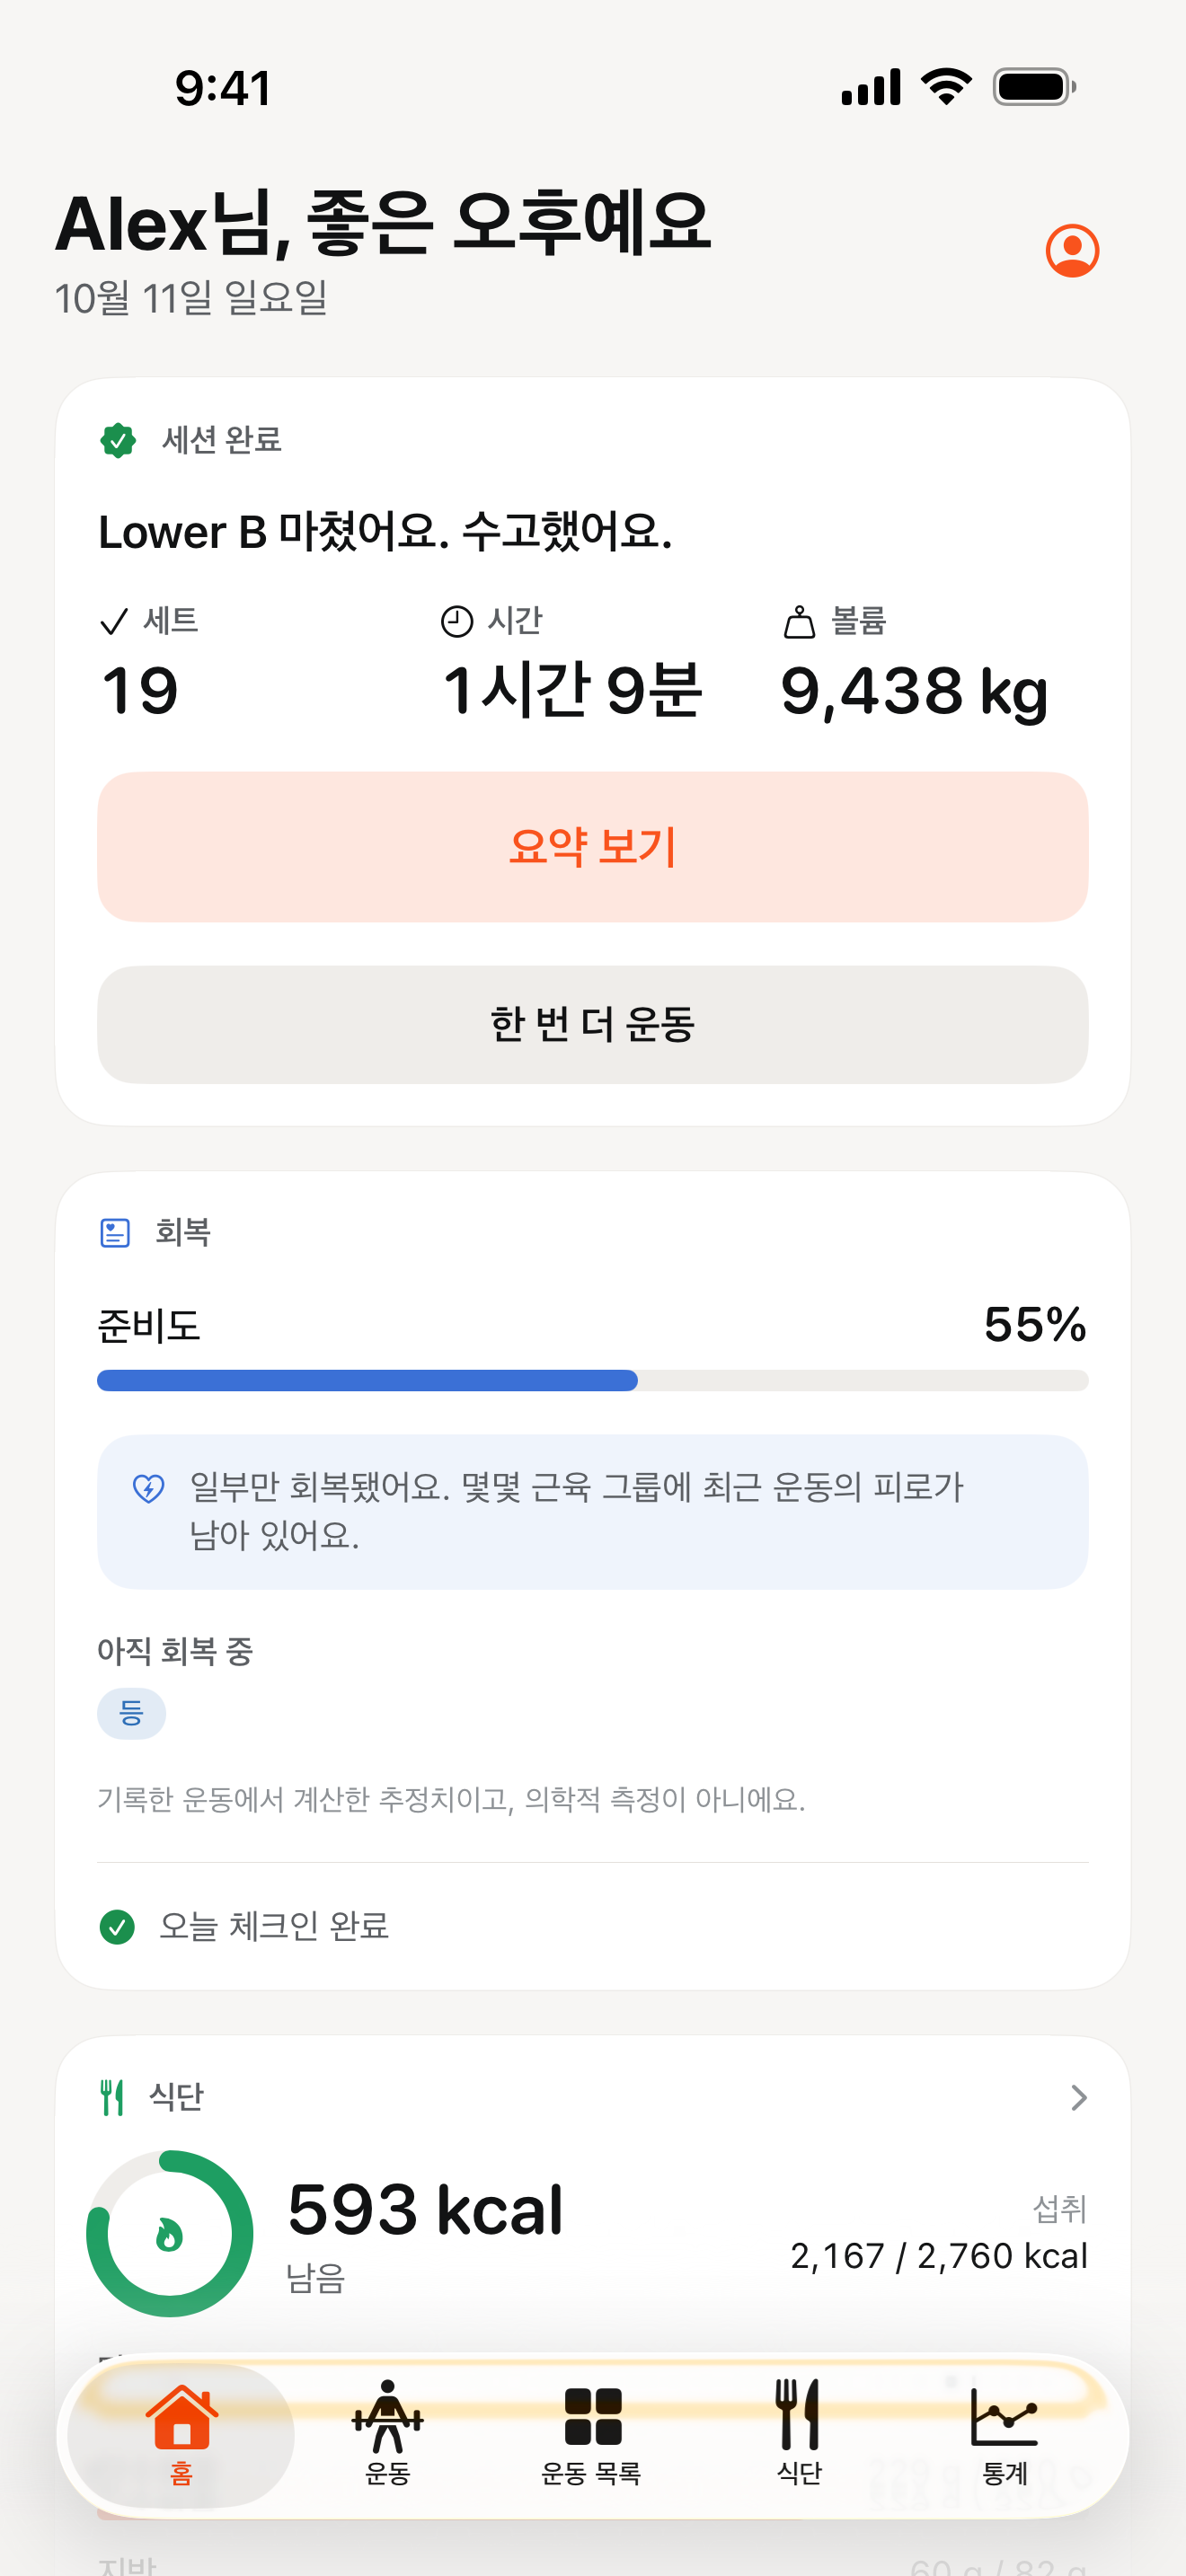 9:41
Alex님, 좋은 오후예요
10월 11일 일요일
세션 완료
Lower B 마쳤어요. 수고했어요.
세트
시간
볼륨
19
1시간 9분
9,438 kg
요약 보기
한 번 더 운동
회복
준비도
55%
일부만 회복됐어요. 몇몇 근육 그룹에 최근 운동의 피로가
남아 있어요.
아직 회복 중
등
기록한 운동에서 계산한 추정치이고, 의학적 측정이 아니에요.
오늘 체크인 완료
식단
593 kcal
남음
섭취
2,167 / 2,760 kcal
홈
운동
운동 목록
식단
통계
지방
60 g / 82 g